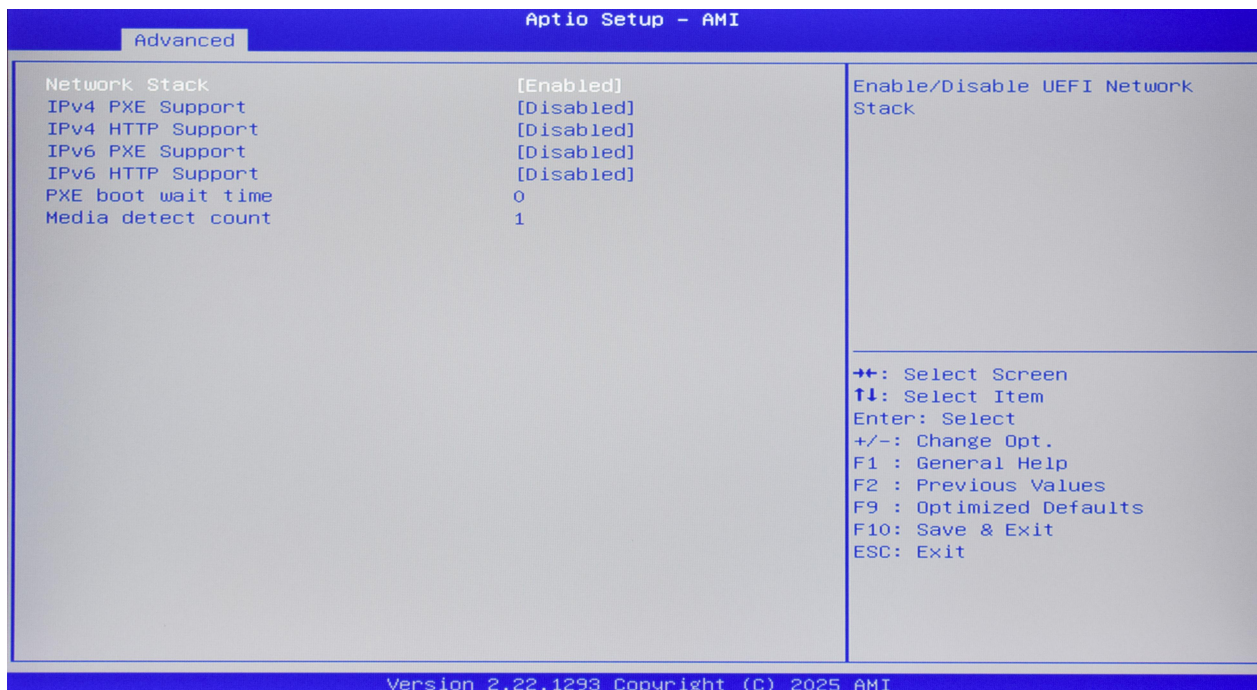 Aptio Setup – AMI
Advanced
Network Stack [Enabled]
IPv4 PXE Support [Disabled]
IPv4 HTTP Support [Disabled]
IPv6 PXE Support [Disabled]
IPv6 HTTP Support [Disabled]
PXE boot wait time 0
Media detect count 1
Enable/Disable UEFI Network
Stack
→←: Select Screen
↑↓: Select Item
Enter: Select
+/-: Change Opt.
F1 : General Help
F2 : Previous Values
F9 : Optimized Defaults
F10: Save & Exit
ESC: Exit
Version 2.22.1293 Copyright (C) 2025 AMI